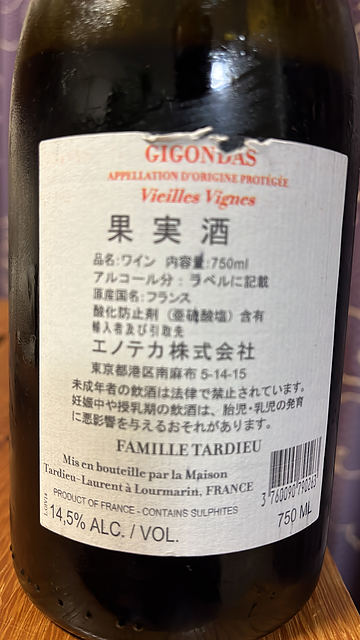 GIGONDAS
APPELLATION D'ORIGINE PROTÉGÉE
Vieilles Vignes
果実酒
品名:ワイン 内容量:750ml
アルコール分:ラベルに記載
原産国名:フランス
酸化防止剤(亜硫酸塩)含有
輸入者及び引取先
エノテカ株式会社
東京都港区南麻布 5-14-15
未成年者の飲酒は法律で禁止されています。
妊娠中や授乳期の飲酒は、胎児・乳児の発育
に悪影響を与えるおそれがあります。
FAMILLE TARDIEU
Mis en bouteille par la Maison
Tardieu-Laurent à Lourmarin, FRANCE
PRODUCT OF FRANCE - CONTAINS SULPHITES
14,5% ALC. / VOL.
3 760090 790263
750 ML